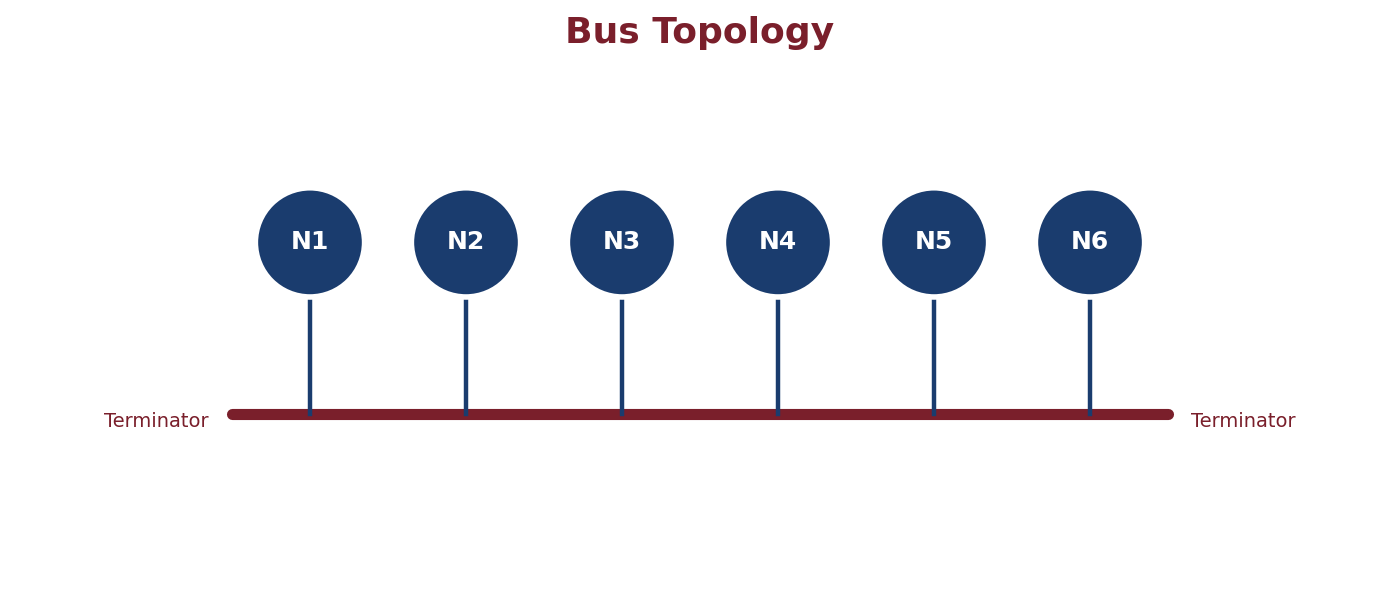 Bus Topology
N1 N2 N3 N4 N5 N6
Terminator Terminator